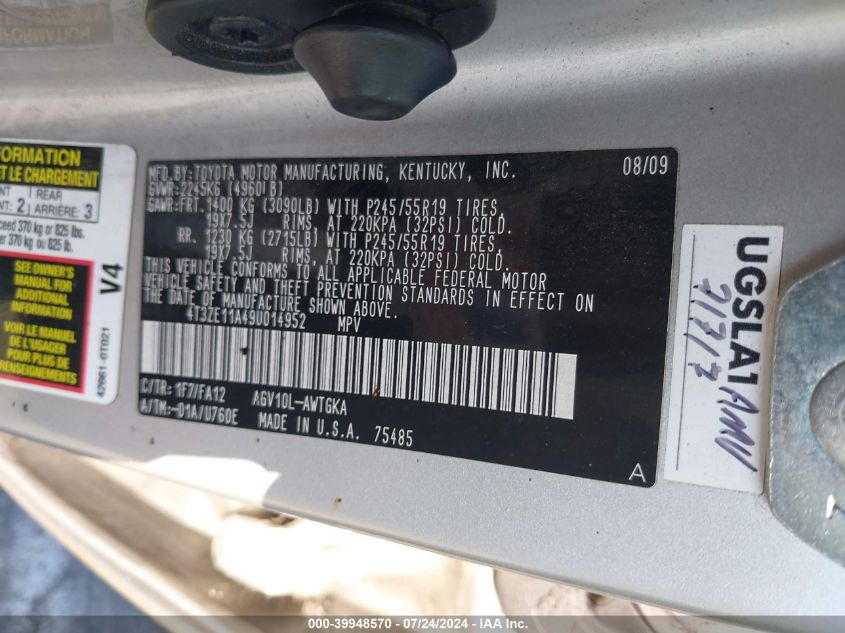 FORMATION
ET LE CHARGEMENT
NT REAR
NT: 2 ARRIÈRE: 3
ceed 370 kg or 825 lbs.
er 370 kg ou 825 lb.
SEE OWNER'S
MANUAL FOR
ADDITIONAL
INFORMATION
VOIR LE MANUEL
DE L'USAGER
POUR PLUS DE
RENSEIGNEMENTS
V4
42661-0T021
MFD.BY:TOYOTA MOTOR MANUFACTURING, KENTUCKY, INC. 08/09
GVWR:2245KG (4960LB)
GAWR:FRT. 1400 KG (3090LB) WITH P245/55R19 TIRES,
19X7.5J RIMS, AT 220KPA (32PSI) COLD.
RR. 1230 KG (2715LB) WITH P245/55R19 TIRES,
19X7.5J RIMS, AT 220KPA (32PSI) COLD.
THIS VEHICLE CONFORMS TO ALL APPLICABLE FEDERAL MOTOR
VEHICLE SAFETY AND THEFT PREVENTION STANDARDS IN EFFECT ON
THE DATE OF MANUFACTURE SHOWN ABOVE.
4T3ZE11A49U014952 MPV
C/TR: 1F7/FA12 AGV10L-AWTGKA
A/TM:-01A/U760E MADE IN U.S.A. 75485
A
UGSLA1
000-39948570 - 07/24/2024 - IAA, Inc.